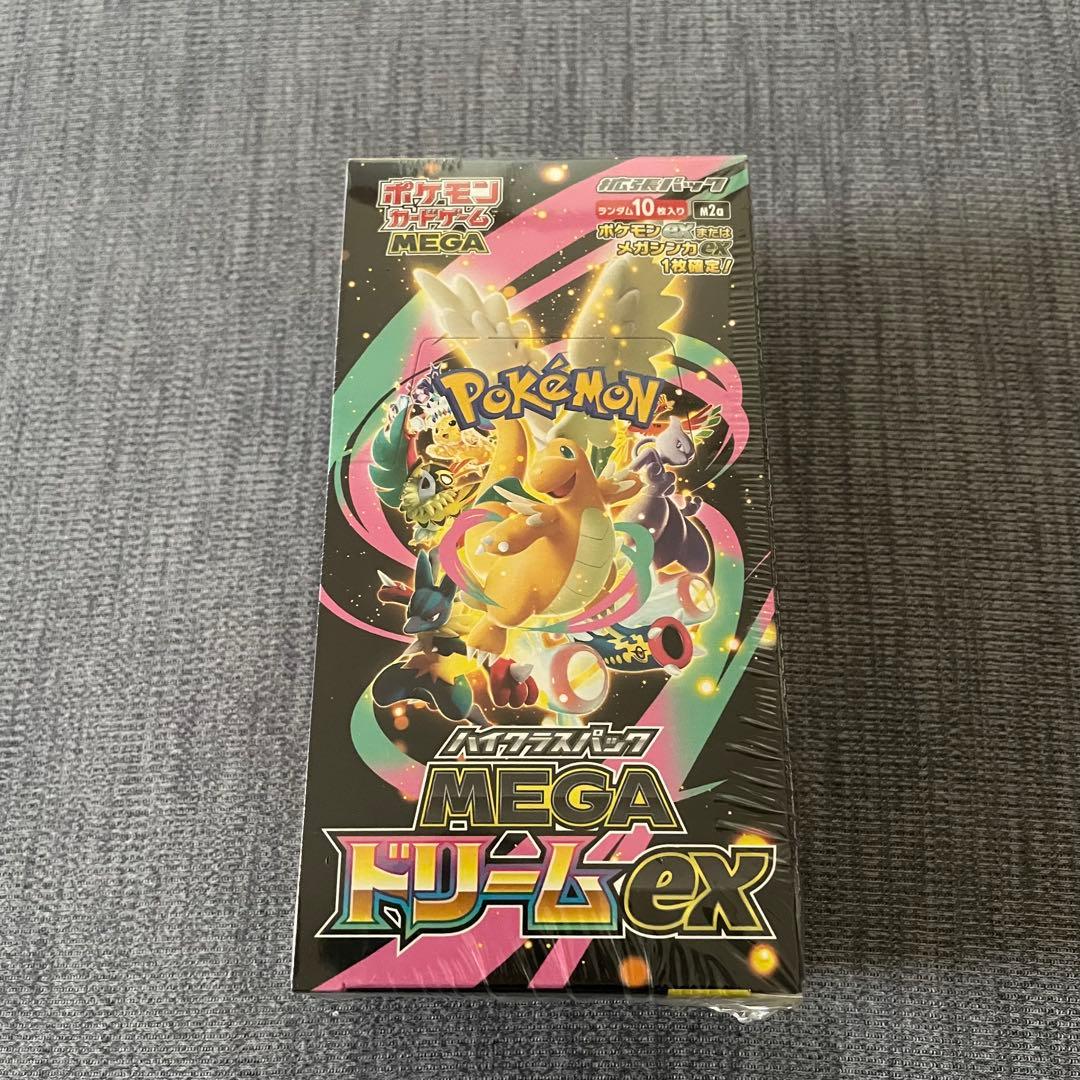 ポケモン
カードゲーム
MEGA
拡張パック
ランダム10枚入り M2a
ポケモンexまたは
メガシンカex
1枚確定!
POKéMON
ハイクラスパック
MEGA
ドリームex